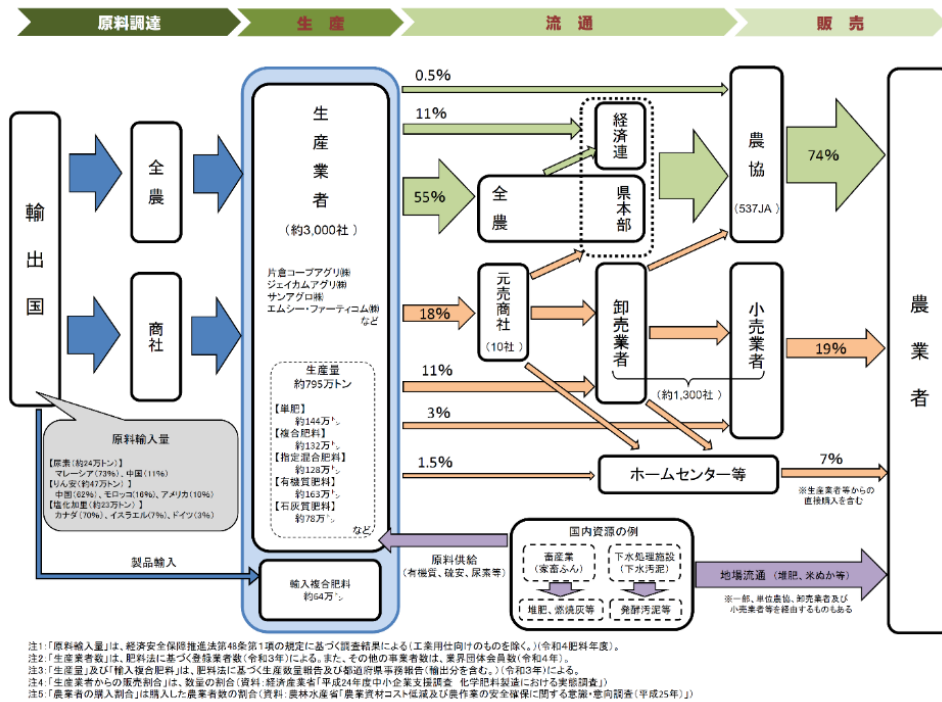 原料調達
生 産
流 通
販 売
輸出国
全農
商社
原料輸入量
【尿素(約24万トン)】
マレーシア(73%)、中国(11%)
【りん安(約47万トン)】
中国(62%)、モロッコ(16%)、アメリカ(10%)
【塩化加里(約23万トン)】
カナダ(70%)、イスラエル(7%)、ドイツ(3%)
製品輸入
生産業者
(約3,000社)
片倉コープアグリ㈱
ジェイカムアグリ㈱
サンアグロ㈱
エムシー・ファーティコム㈱
など
生産量
約795万トン
【単肥】
約144万㌧
【複合肥料】
約132万㌧
【指定混合肥料】
約128万㌧
【有機質肥料】
約163万㌧
【石灰質肥料】
約78万㌧
など
輸入複合肥料
約64万㌧
0.5%
11%
55%
18%
11%
3%
1.5%
経済連
全農
県本部
元売商社
(10社)
卸売業者
(約1,300社)
ホームセンター等
農協
(537JA)
小売業者
74%
19%
7%
※生産業者等からの
直接購入を含む
農業者
原料供給
(有機質、硫安、尿素等)
国内資源の例
畜産業
(家畜ふん)
下水処理施設
(下水汚泥)
堆肥、燃焼灰等
発酵汚泥等
地場流通(堆肥、米ぬか等)
※一部、単位農協、卸売業者及び
小売業者等を経由するものもある
注1:「原料輸入量」は、経済安全保障推進法第48条第1項の規定に基づく調査結果による(工業用仕向けのものを除く。)(令和4肥料年度)。
注2:「生産業者数」は、肥料法に基づく登録業者数(令和3年)による。また、その他の事業者数は、業界団体会員数(令和4年)。
注3:「生産量」及び「輸入複合肥料」は、肥料法に基づく生産数量報告及び都道府県事務報告(輸出分を含む。)(令和3年)による。
注4:「生産業者からの販売割合」は、数量の割合(資料:経済産業省「平成24年度中小企業支援調査 化学肥料製造における実態調査」)
注5:「農業者の購入割合」は購入した農業者数の割合(資料:農林水産省「農業資材コスト低減及び農作業の安全確保に関する意識・意向調査(平成25年)」)